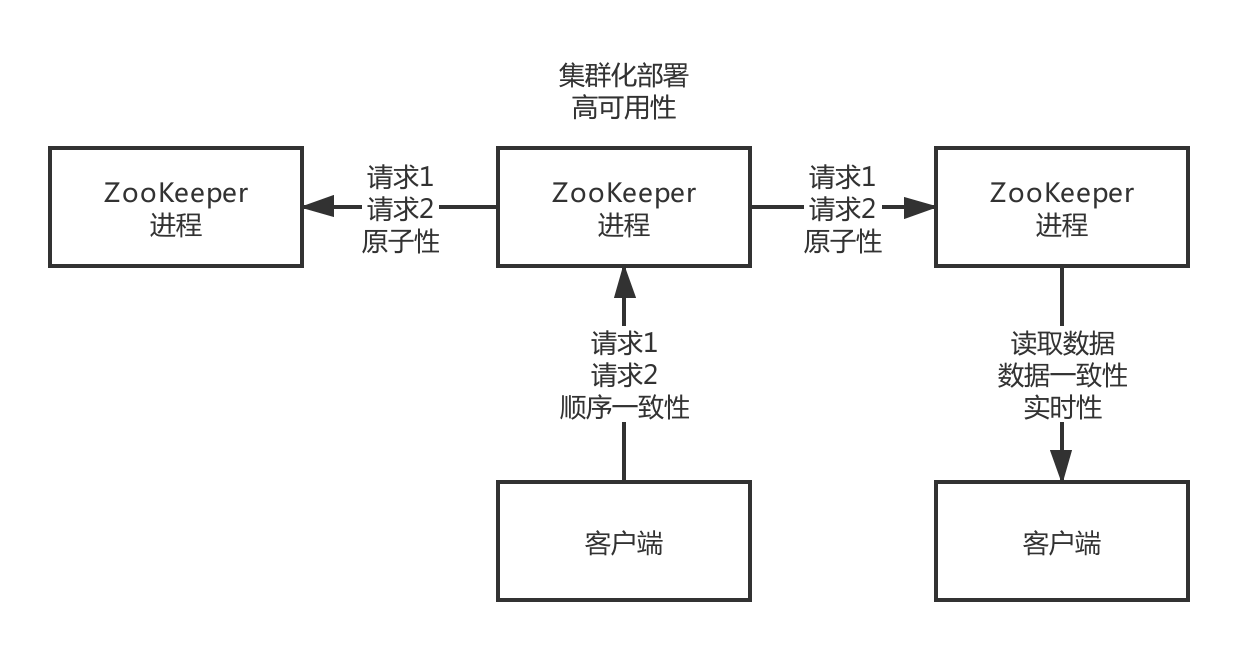 集群化部署
高可用性
ZooKeeper
进程
请求1
请求2
原子性
ZooKeeper
进程
请求1
请求2
原子性
ZooKeeper
进程
请求1
请求2
顺序一致性
读取数据
数据一致性
实时性
客户端
客户端